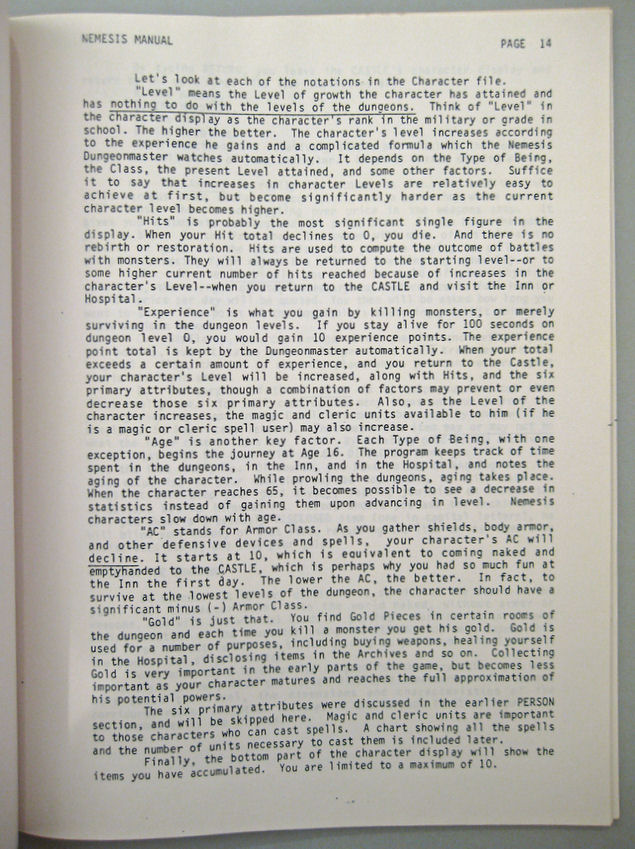 NEMESIS MANUAL PAGE 14
Let's look at each of the notations in the Character file.
"Level" means the Level of growth the character has attained and
has nothing to do with the levels of the dungeons. Think of "Level" in
the character display as the character's rank in the military or grade in
school. The higher the better. The character's level increases according
to the experience he gains and a complicated formula which the Nemesis
Dungeonmaster watches automatically. It depends on the Type of Being,
the Class, the present Level attained, and some other factors. Suffice
it to say that increases in character Levels are relatively easy to
achieve at first, but become significantly harder as the current
character level becomes higher.
"Hits" is probably the most significant single figure in the
display. When your Hit total declines to 0, you die. And there is no
rebirth or restoration. Hits are used to compute the outcome of battles
with monsters. They will always be returned to the starting level--or to
some higher current number of hits reached because of increases in the
character's Level--when you return to the CASTLE and visit the Inn or
Hospital.
"Experience" is what you gain by killing monsters, or merely
surviving in the dungeon levels. If you stay alive for 100 seconds on
dungeon level 0, you would gain 10 experience points. The experience
point total is kept by the Dungeonmaster automatically. When your total
exceeds a certain amount of experience, and you return to the Castle,
your character's Level will be increased, along with Hits, and the six
primary attributes, though a combination of factors may prevent or even
decrease those six primary attributes. Also, as the Level of the
character increases, the magic and cleric units available to him (if he
is a magic or cleric spell user) may also increase.
"Age" is another key factor. Each Type of Being, with one
exception, begins the journey at Age 16. The program keeps track of time
spent in the dungeons, in the Inn, and in the Hospital, and notes the
aging of the character. While prowling the dungeons, aging takes place.
When the character reaches 65, it becomes possible to see a decrease in
statistics instead of gaining them upon advancing in level. Nemesis
characters slow down with age.
"AC" stands for Armor Class. As you gather shields, body armor,
and other defensive devices and spells, your character's AC will
decline. It starts at 10, which is equivalent to coming naked and
emptyhanded to the CASTLE, which is perhaps why you had so much fun at
the Inn the first day. The lower the AC, the better. In fact, to
survive at the lowest levels of the dungeon, the character should have a
significant minus (-) Armor Class.
"Gold" is just that. You find Gold Pieces in certain rooms of
the dungeon and each time you kill a monster you get his gold. Gold is
used for a number of purposes, including buying weapons, healing yourself
in the Hospital, disclosing items in the Archives and so on. Collecting
Gold is very important in the early parts of the game, but becomes less
important as your character matures and reaches the full approximation of
his potential powers.
The six primary attributes were discussed in the earlier PERSON
section, and will be skipped here. Magic and cleric units are important
to those characters who can cast spells. A chart showing all the spells
and the number of units necessary to cast them is included later.
Finally, the bottom part of the character display will show the
items you have accumulated. You are limited to a maximum of 10.